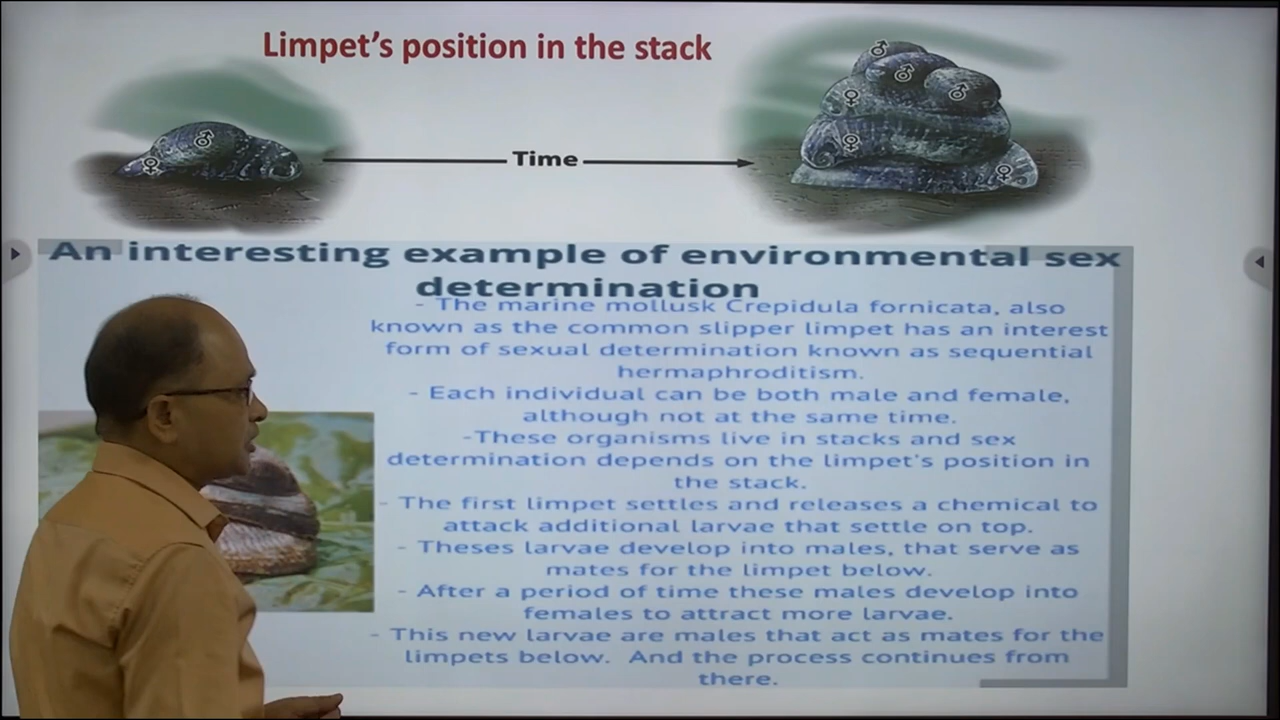 Limpet's position in the stack
♀ ♂
Time
♂
♂
♂
♀
♀
♀
An interesting example of environmental sex
determination
- The marine mollusk Crepidula fornicata, also
known as the common slipper limpet has an interest
form of sexual determination known as sequential
hermaphroditism.
- Each individual can be both male and female,
although not at the same time.
-These organisms live in stacks and sex
determination depends on the limpet's position in
the stack.
- The first limpet settles and releases a chemical to
attack additional larvae that settle on top.
- Theses larvae develop into males, that serve as
mates for the limpet below.
- After a period of time these males develop into
females to attract more larvae.
- This new larvae are males that act as mates for the
limpets below. And the process continues from
there.